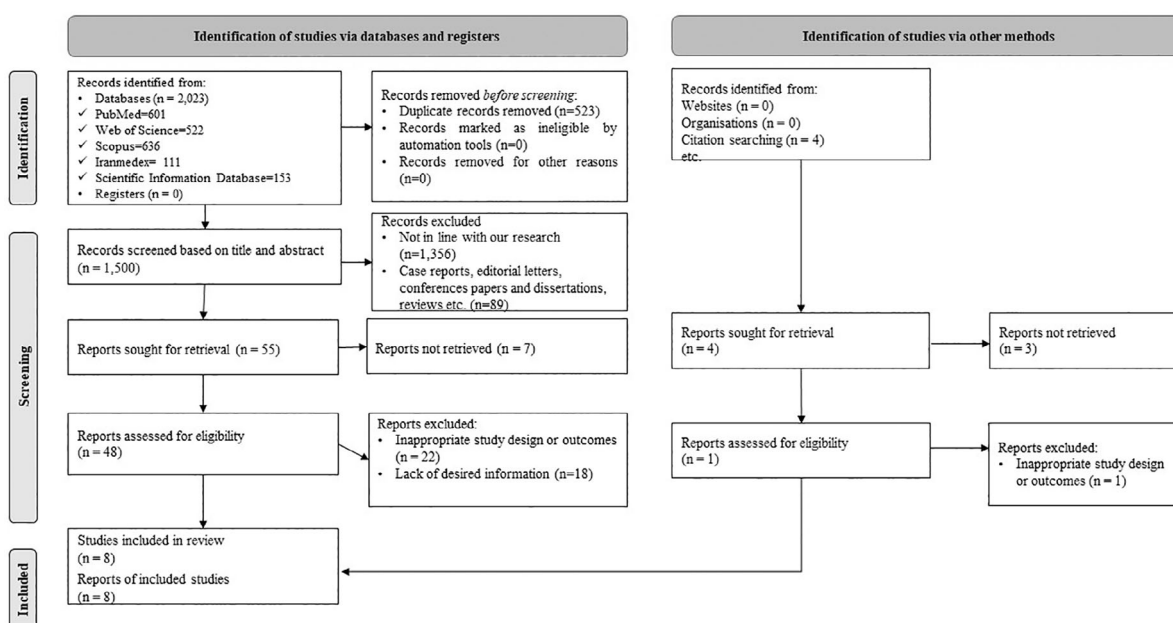 Identification of studies via databases and registers
Identification of studies via other methods
Identification
Records identified from:
• Databases (n = 2,023)
✓ PubMed=601
✓ Web of Science=522
✓ Scopus=636
✓ Iranmedex= 111
✓ Scientific Information Database=153
• Registers (n = 0)
Records removed before screening:
• Duplicate records removed (n=523)
• Records marked as ineligible by
automation tools (n=0)
• Records removed for other reasons
(n=0)
Records identified from:
Websites (n = 0)
Organisations (n = 0)
Citation searching (n = 4)
etc.
Screening
Records screened based on title and abstract
(n = 1,500)
Records excluded
• Not in line with our research
(n=1,356)
• Case reports, editorial letters,
conferences papers and dissertations,
reviews etc. (n=89)
Reports sought for retrieval (n = 55)
Reports not retrieved (n = 7)
Reports sought for retrieval
(n = 4)
Reports not retrieved
(n = 3)
Reports assessed for eligibility
(n = 48)
Reports excluded:
• Inappropriate study design or outcomes
(n = 22)
• Lack of desired information (n=18)
Reports assessed for eligibility
(n = 1)
Reports excluded:
• Inappropriate study design
or outcomes (n = 1)
Included
Studies included in review
(n = 8)
Reports of included studies
(n = 8)